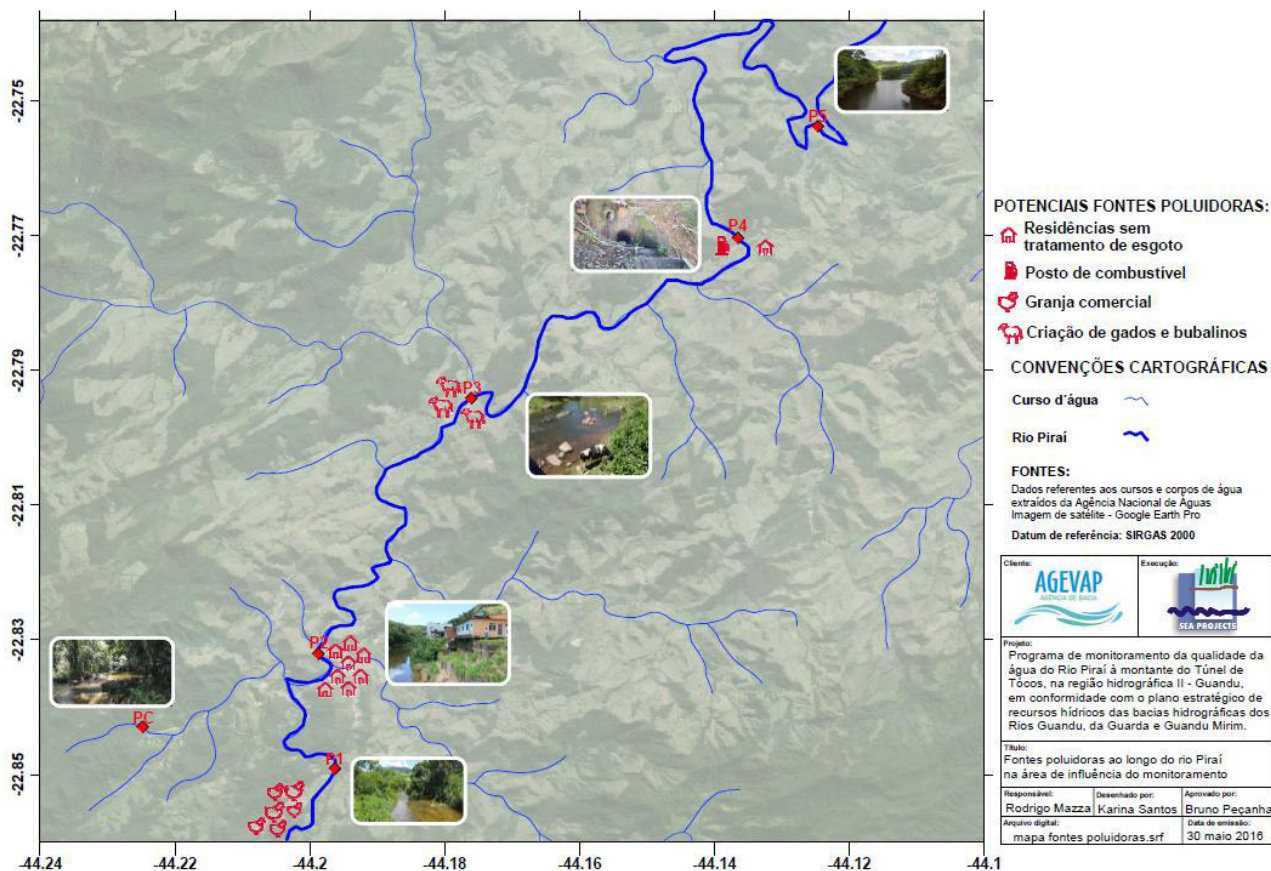 -22.75
-22.77
-22.79
-22.81
-22.83
-22.85
-44.24
-44.22
-44.2
-44.18
-44.16
-44.14
-44.12
-44.1
P5
P4
P3
P2
PC
P1
POTENCIAIS FONTES POLUIDORAS:
Residências sem
tratamento de esgoto
Posto de combustível
Granja comercial
Criação de gados e bubalinos
CONVENÇÕES CARTOGRÁFICAS
Curso d'água
Rio Piraí
FONTES:
Dados referentes aos cursos e corpos de água
extraídos da Agência Nacional de Águas
Imagem de satélite - Google Earth Pro
Datum de referência: SIRGAS 2000
Cliente:
AGEVAP
AGÊNCIA DE BACIA
Execução:
SEA PROJECTS
Projeto:
Programa de monitoramento da qualidade da
água do Rio Piraí à montante do Túnel de
Tócos, na região hidrográfica II - Guandu,
em conformidade com o plano estratégico de
recursos hídricos das bacias hidrográficas dos
Rios Guandu, da Guarda e Guandu Mirim.
Título:
Fontes poluidoras ao longo do rio Piraí
na área de influência do monitoramento
Responsável:
Rodrigo Mazza
Desenhado por:
Karina Santos
Aprovado por:
Bruno Peçanha
Arquivo digital:
mapa fontes poluidoras.srf
Data de emissão:
30 maio 2016